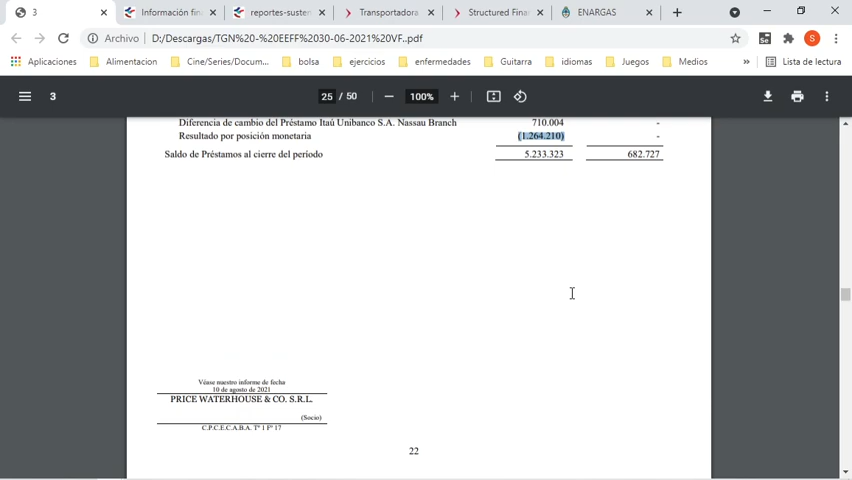 3
Información fin
reportes-susten
Transportadora
Structured Fina
ENARGAS
Archivo
D:/Descargas/TGN%20-%20EEFF%2030-06-2021%20VF..pdf
Aplicaciones
Alimentacion
Cine/Series/Docum...
bolsa
ejercicios
enfermedades
Guitarra
idiomas
Juegos
Medios
»
Lista de lectura
3
25 / 50
100%
Diferencia de cambio del Préstamo Itaú Unibanco S.A. Nassau Branch 710.004 -
Resultado por posición monetaria (1.264.210) -
Saldo de Préstamos al cierre del período 5.233.323 682.727
Véase nuestro informe de fecha
10 de agosto de 2021
PRICE WATERHOUSE & CO. S.R.L.
(Socio)
C.P.C.E.C.A.B.A. Tº 1 Fº 17
22